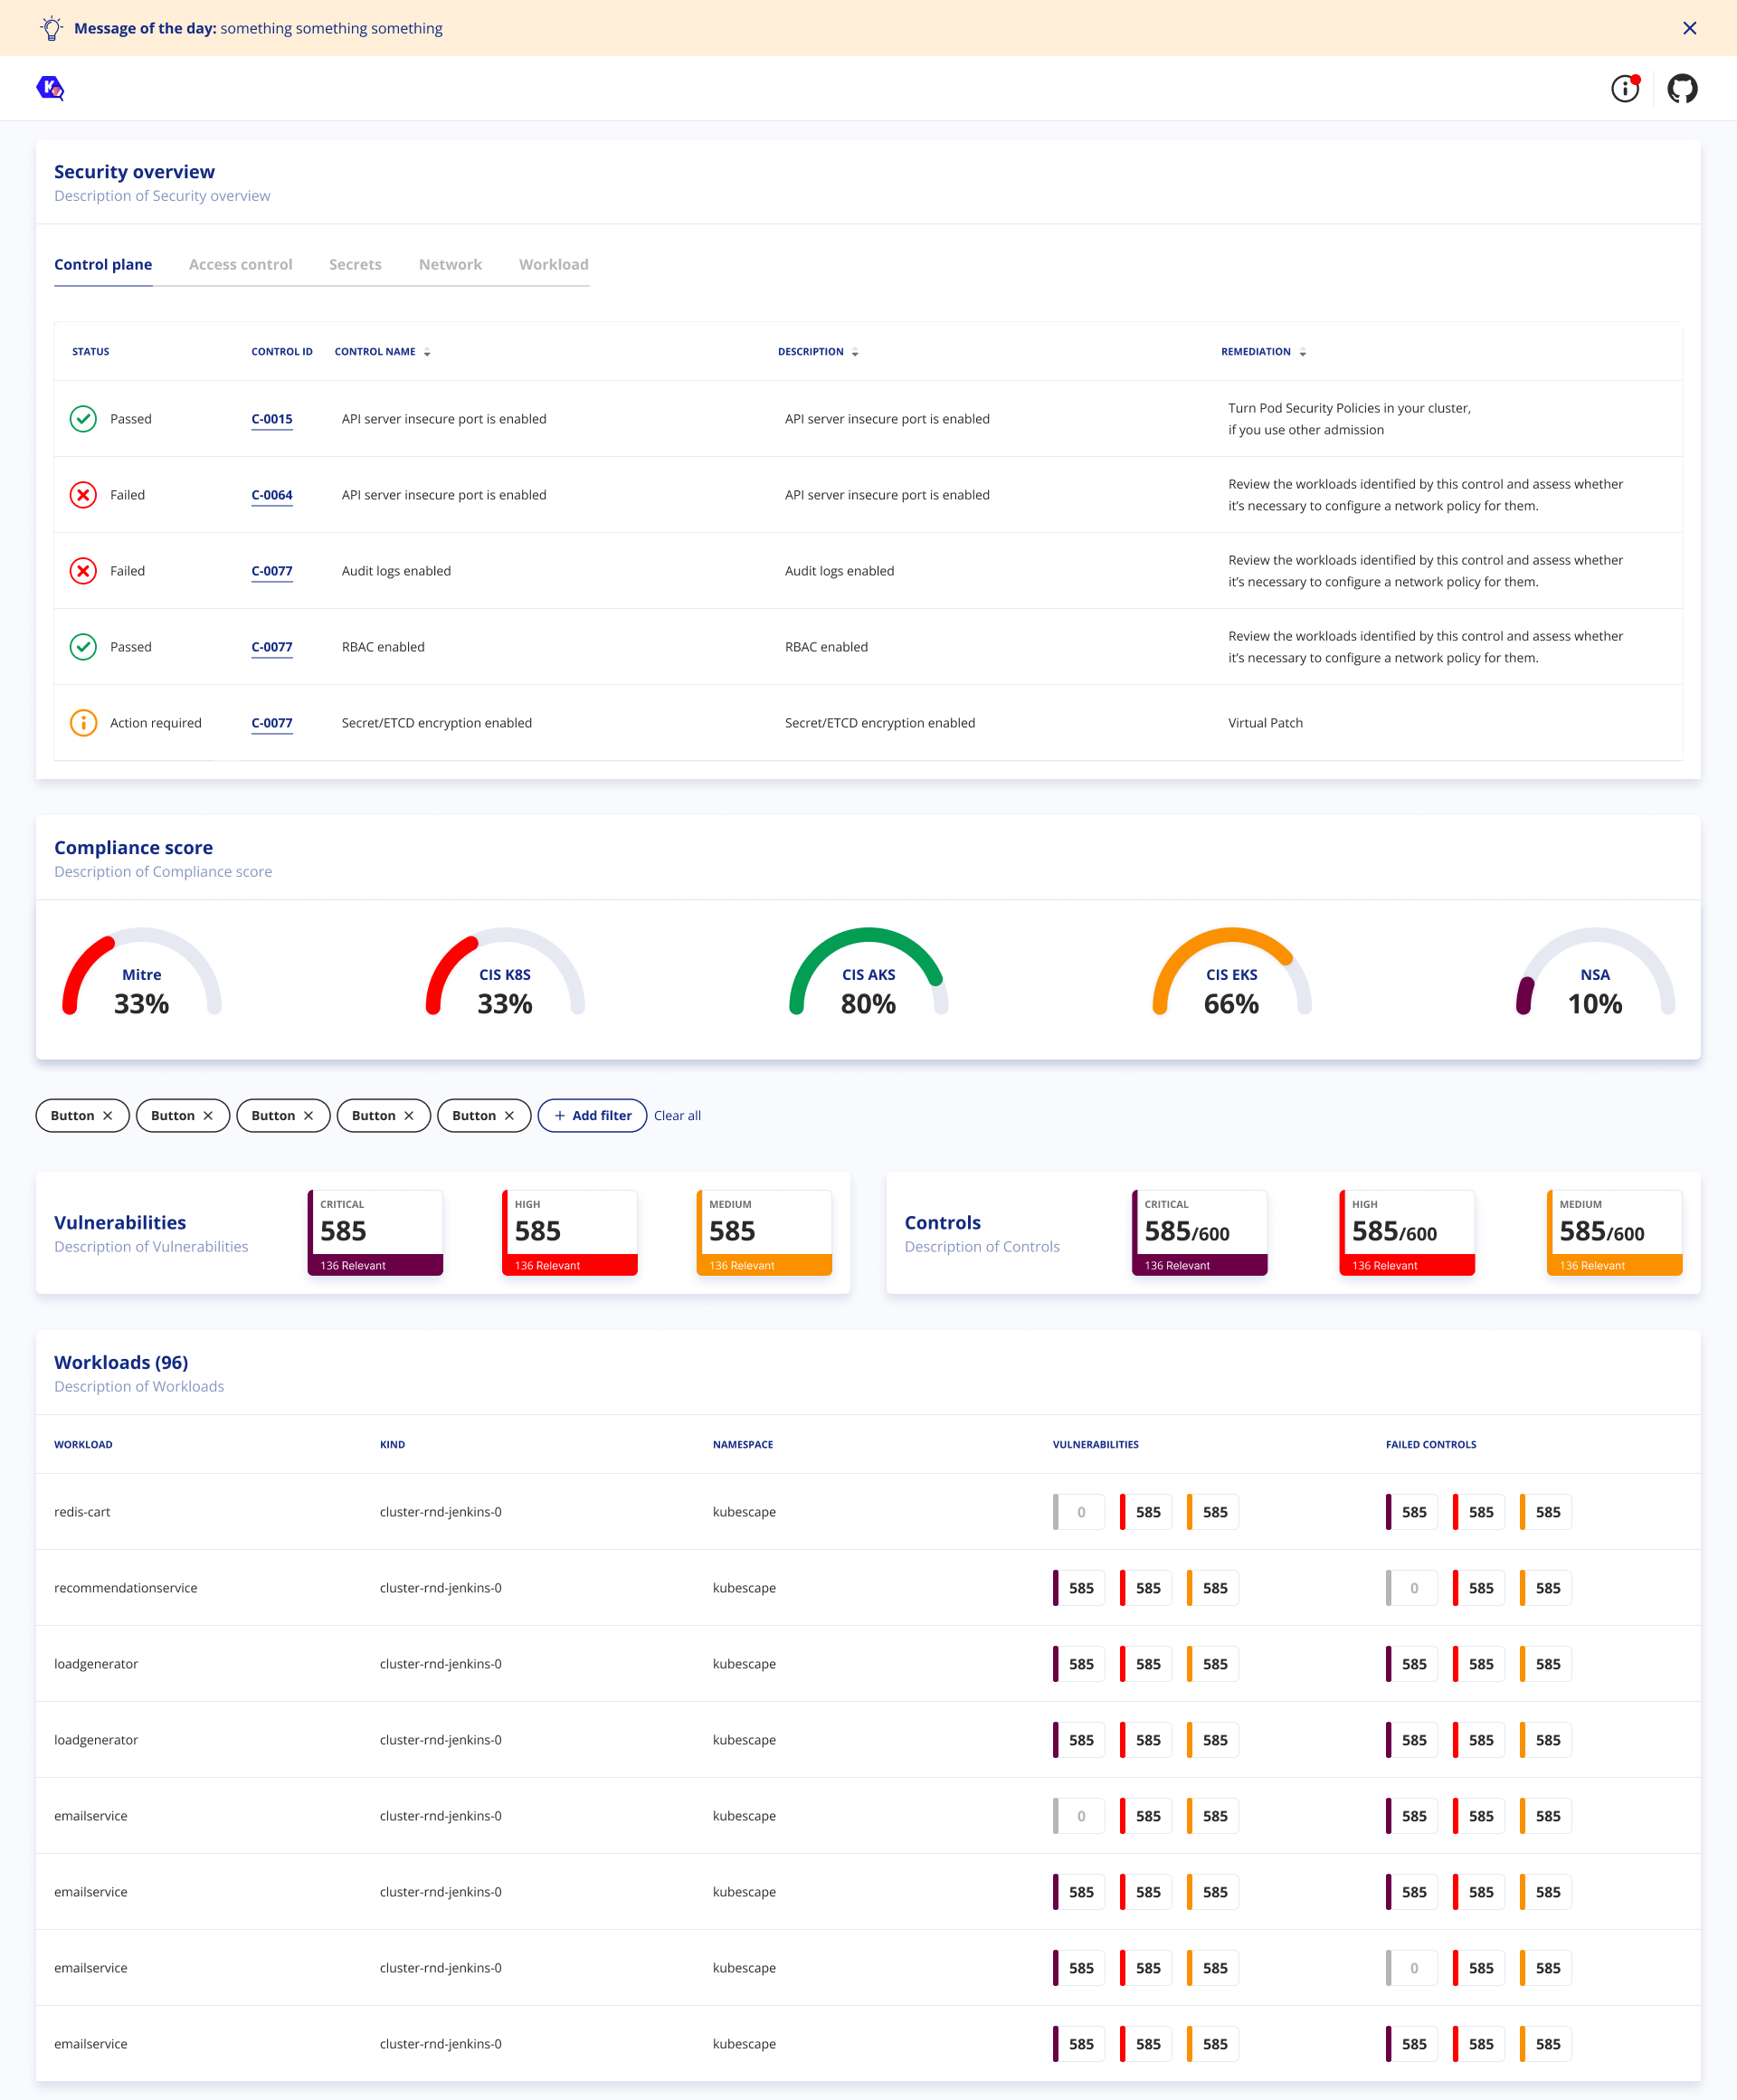 Message of the day: something something something
Security overview
Description of Security overview
Control plane Access control Secrets Network Workload
STATUS CONTROL ID CONTROL NAME DESCRIPTION REMEDIATION
Passed C-0015 API server insecure port is enabled API server insecure port is enabled Turn Pod Security Policies in your cluster,
if you use other admission
Failed C-0064 API server insecure port is enabled API server insecure port is enabled Review the workloads identified by this control and assess whether
it's necessary to configure a network policy for them.
Failed C-0077 Audit logs enabled Audit logs enabled Review the workloads identified by this control and assess whether
it's necessary to configure a network policy for them.
Passed C-0077 RBAC enabled RBAC enabled Review the workloads identified by this control and assess whether
it's necessary to configure a network policy for them.
Action required C-0077 Secret/ETCD encryption enabled Secret/ETCD encryption enabled Virtual Patch
Compliance score
Description of Compliance score
Mitre CIS K8S CIS AKS CIS EKS NSA
33% 33% 80% 66% 10%
Button Button Button Button Button + Add filter Clear all
Vulnerabilities
Description of Vulnerabilities
CRITICAL HIGH MEDIUM
585 585 585
136 Relevant 136 Relevant 136 Relevant
Controls
Description of Controls
CRITICAL HIGH MEDIUM
585/600 585/600 585/600
136 Relevant 136 Relevant 136 Relevant
Workloads (96)
Description of Workloads
WORKLOAD KIND NAMESPACE VULNERABILITIES FAILED CONTROLS
redis-cart cluster-rnd-jenkins-0 kubescape 0 585 585 585 585 585
recommendationservice cluster-rnd-jenkins-0 kubescape 585 585 585 0 585 585
loadgenerator cluster-rnd-jenkins-0 kubescape 585 585 585 585 585 585
loadgenerator cluster-rnd-jenkins-0 kubescape 585 585 585 585 585 585
emailservice cluster-rnd-jenkins-0 kubescape 0 585 585 585 585 585
emailservice cluster-rnd-jenkins-0 kubescape 585 585 585 585 585 585
emailservice cluster-rnd-jenkins-0 kubescape 585 585 585 0 585 585
emailservice cluster-rnd-jenkins-0 kubescape 585 585 585 585 585 585